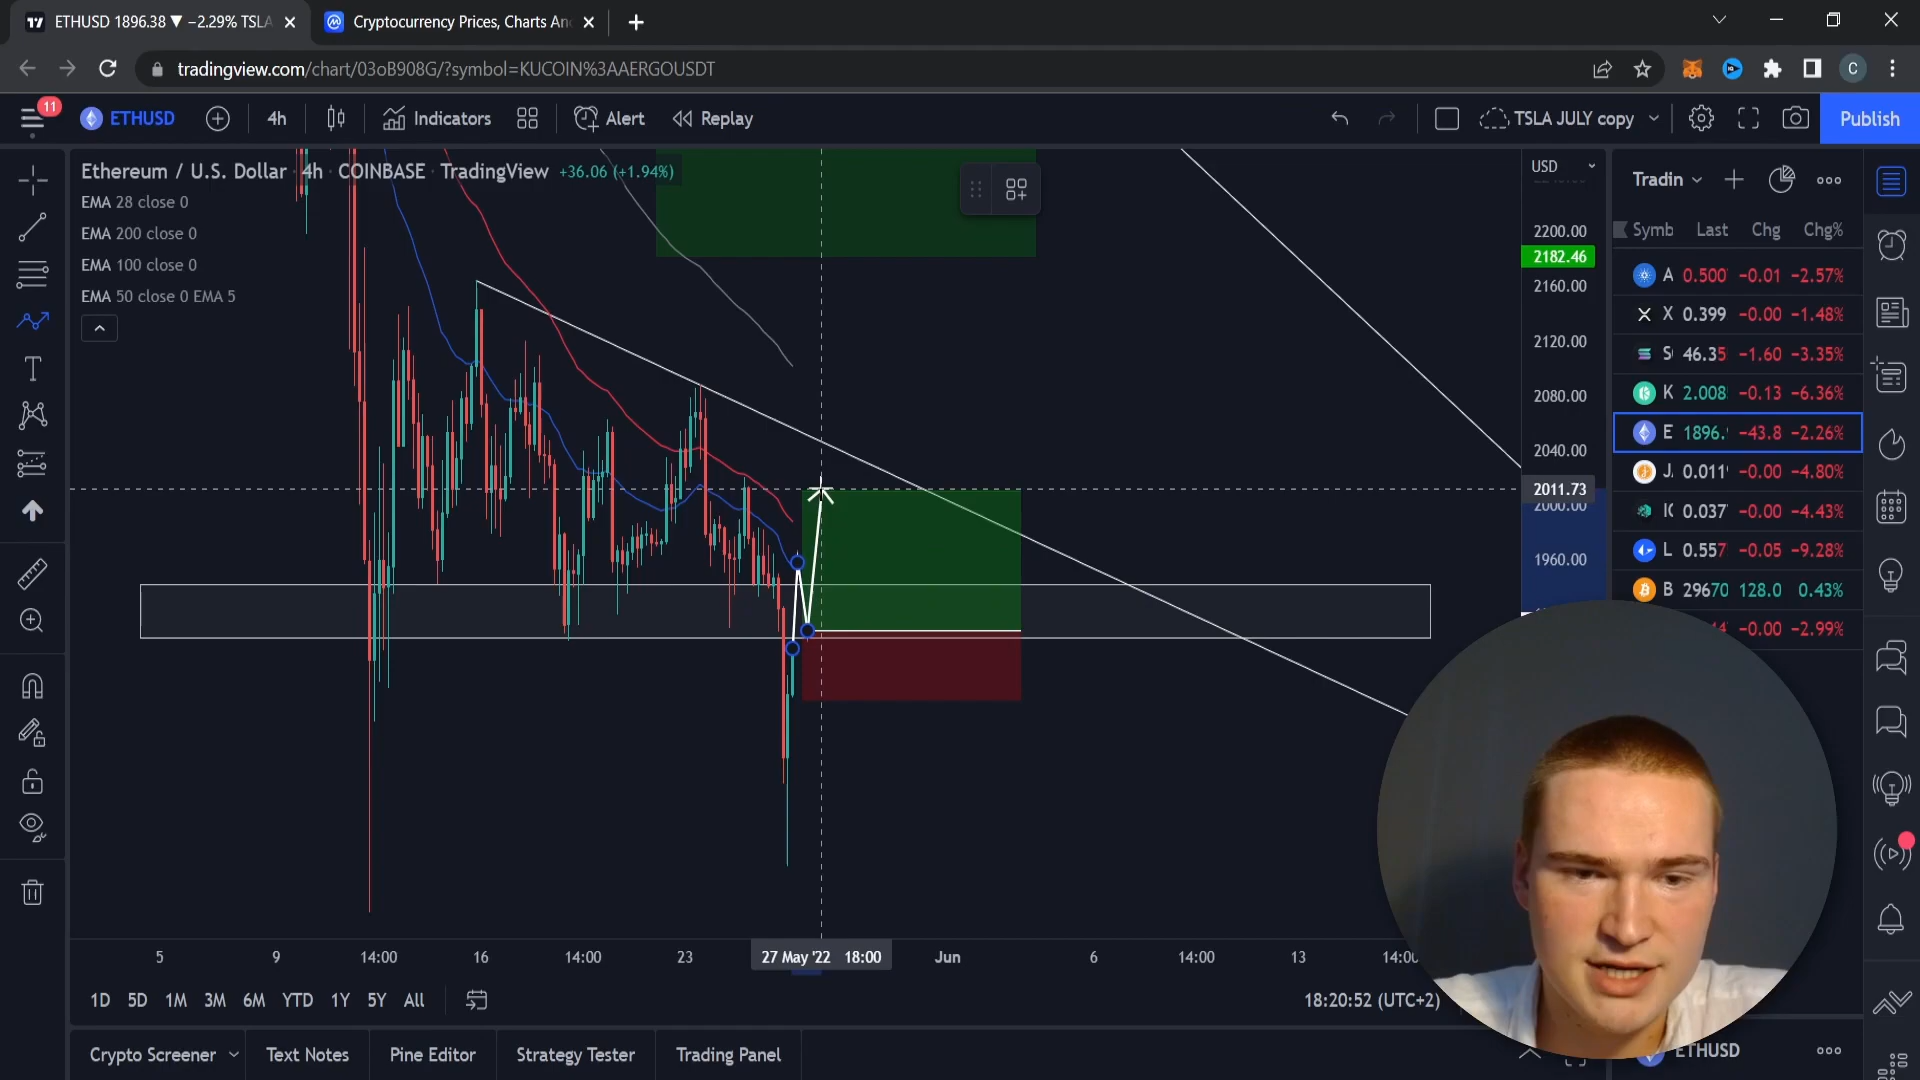 ETHUSD 1896.38 ▼ −2.29% TSLA
Cryptocurrency Prices, Charts An
tradingview.com/chart/03oB908G/?symbol=KUCOIN%3AAERGOUSDT
C
11
ETHUSD
4h
Indicators
Alert
Replay
TSLA JULY copy
Publish
Ethereum / U.S. Dollar · 4h · COINBASE · TradingView +36.06 (+1.94%)
EMA 28 close 0
EMA 200 close 0
EMA 100 close 0
EMA 50 close 0 EMA 5
USD
2200.00
2182.46
2160.00
2120.00
2080.00
2040.00
2011.73
2000.00
1960.00
Tradin
Symb Last Chg Chg%
A 0.500 −0.01 −2.57%
X 0.399 −0.00 −1.48%
S 46.35 −1.60 −3.35%
K 2.008 −0.13 −6.36%
E 1896. −43.8 −2.26%
J. 0.011 −0.00 −4.80%
0.037 −0.00 −4.43%
L 0.557 −0.05 −9.28%
B 29670 128.0 0.43%
−0.00 −2.99%
5 9 14:00 16 14:00 23 27 May '22 18:00 Jun 6 14:00 13 14:00
1D 5D 1M 3M 6M YTD 1Y 5Y All
18:20:52 (UTC+2)
Crypto Screener Text Notes Pine Editor Strategy Tester Trading Panel
ETHUSD